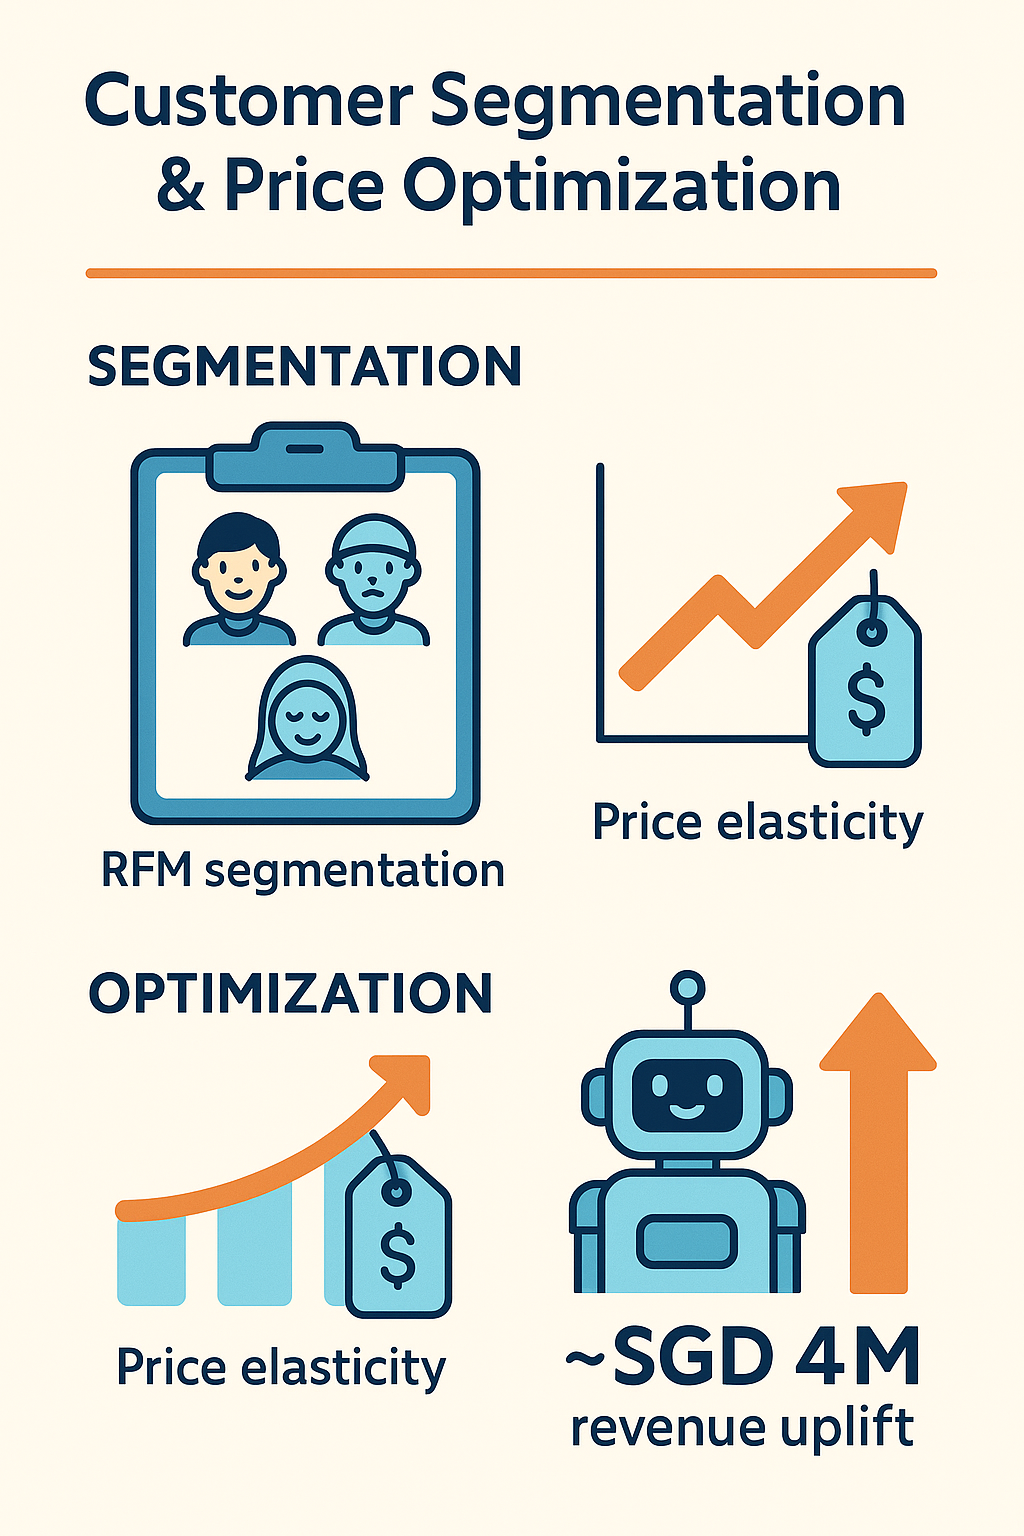 Customer Segmentation
& Price Optimization
SEGMENTATION
$
RFM segmentation
Price elasticity
OPTIMIZATION
$
Price elasticity
~SGD 4M
revenue uplift